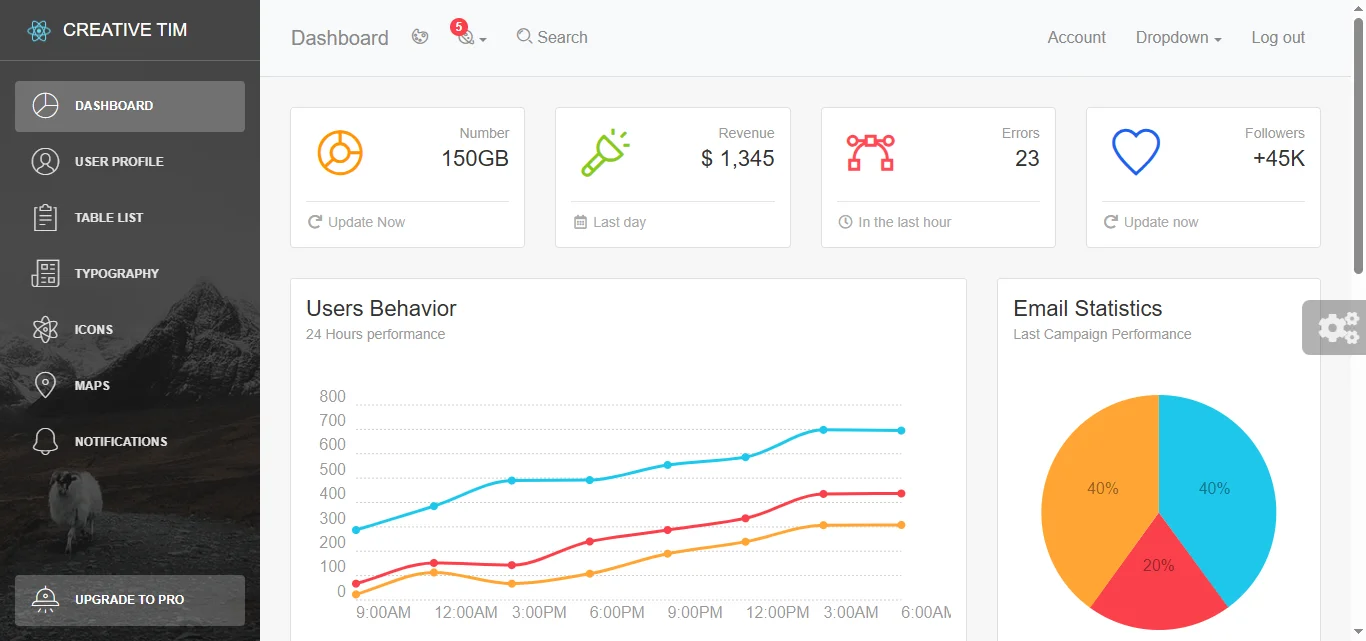 CREATIVE TIM
DASHBOARD
USER PROFILE
TABLE LIST
TYPOGRAPHY
ICONS
MAPS
NOTIFICATIONS
UPGRADE TO PRO
Dashboard 5 Search Account Dropdown Log out
Number
150GB
Update Now
Revenue
$ 1,345
Last day
Errors
23
In the last hour
Followers
+45K
Update now
Users Behavior
24 Hours performance
800
700
600
500
400
300
200
100
0
9:00AM 12:00AM 3:00PM 6:00PM 9:00PM 12:00PM 3:00AM 6:00AM
Email Statistics
Last Campaign Performance
40% 40%
20%